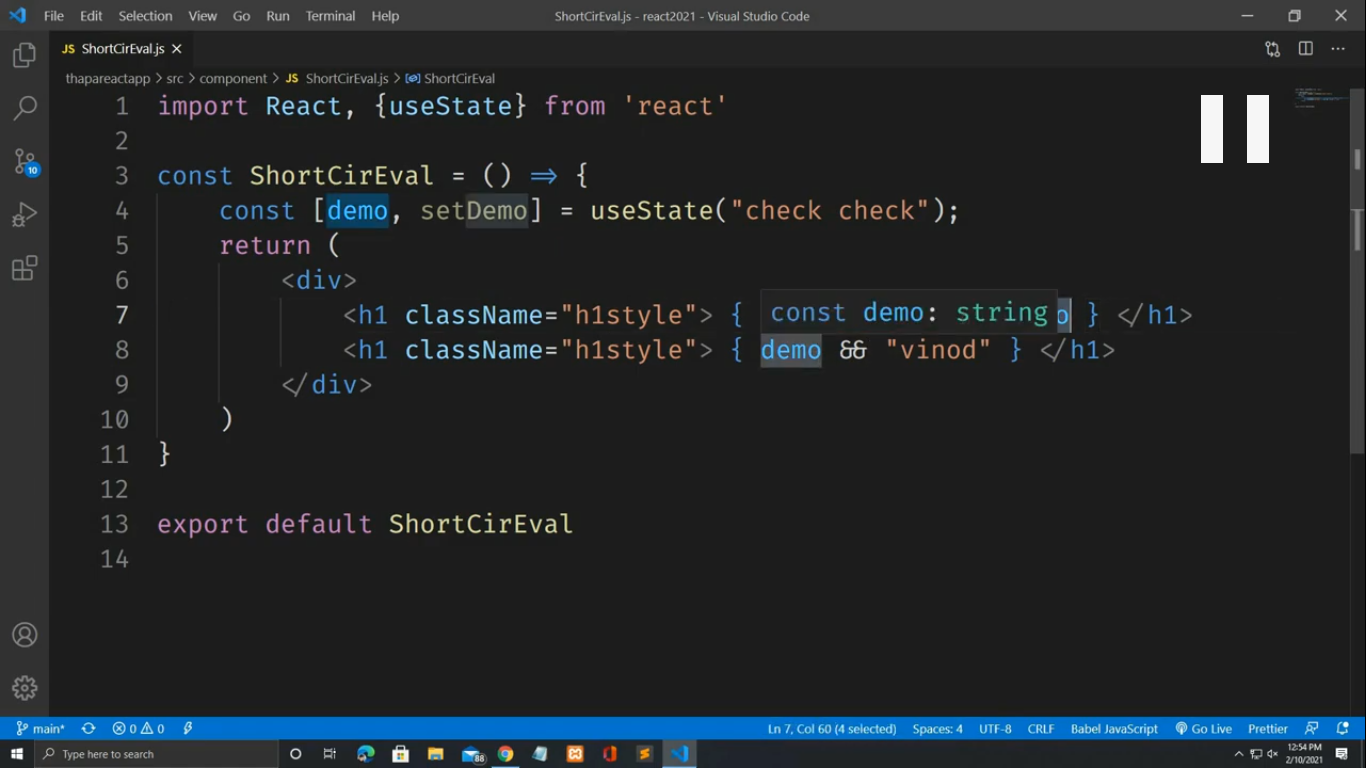 File Edit Selection View Go Run Terminal Help ShortCirEval.js - react2021 - Visual Studio Code
JS ShortCirEval.js
thapareactapp > src > component > JS ShortCirEval.js > ShortCirEval
1 import React, {useState} from 'react'
2
3 const ShortCirEval = () => {
4 const [demo, setDemo] = useState("check check");
5 return (
6 <div>
7 <h1 className="h1style"> { const demo: string o } </h1>
8 <h1 className="h1style"> { demo && "vinod" } </h1>
9 </div>
10 )
11 }
12
13 export default ShortCirEval
14
10
main* 0 0 Ln 7, Col 60 (4 selected) Spaces: 4 UTF-8 CRLF Babel JavaScript Go Live Prettier
Type here to search 88 12:54 PM
2/10/2021